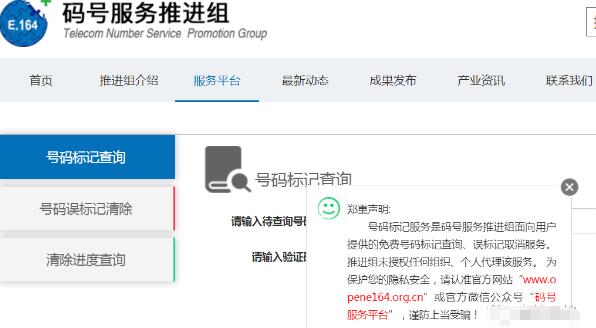 E.164
码号服务推进组
Telecom Number Service Promotion Group
首页 推进组介绍 服务平台 最新动态 成果发布 产业资讯 联系我们
号码标记查询
号码误标记清除
清除进度查询
号码标记查询
请输入待查询号码
请输入验证码
郑重声明:
号码标记服务是码号服务推进组面向用户
提供的免费号码标记查询、误标记取消服务。
推进组未授权任何组织、个人代理该服务。为
保护您的隐私安全，请认准官方网站“www.o
pene164.org.cn”或官方微信公众号“码号
服务平台”，谨防上当受骗！